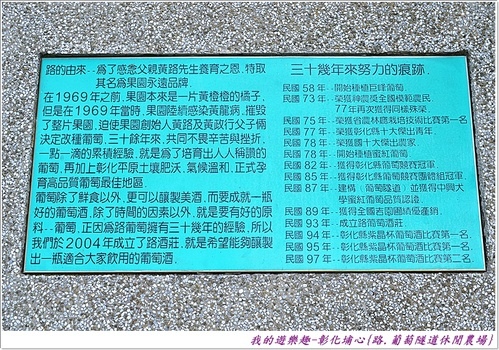 路的由來--為了感念父親黃路先生養育之恩,特取
其名為果園永遠品牌.
在1969年之前,果園本來是一片黃橙橙的橘子,
但是在1969年當時,果園陸續感染黃龍病,摧毀
了整片果園,迫使果園創始人黃路及黃政行父子倆
決定改種葡萄,三十餘年來,共同不畏辛苦與挫折,
一點一滴的累積經驗,就是為了培育出人人稱讚的
葡萄,再加上彰化平原土壤肥沃,氣候溫和,正式孕
育高品質葡萄最佳地區.
葡萄除了鮮食以外,更可以釀製美酒,而要成就一瓶
好的葡萄酒,除了時間的因素以外,就是要有好的原
料--葡萄,正因為路葡萄擁有三十幾年的經驗,所以
我們於2004年成立了路酒莊,就是希望能夠釀製
出一瓶適合大家飲用的葡萄酒.
三十幾年來努力的痕跡.
民國58年--開始種植巨峰葡萄
民國73年--榮獲神農獎全國模範農民.
77年再次獲得同樣殊榮.
民國75年--榮獲省農林廳栽培技術比賽第一名
民國77年--榮獲彰化縣十大傑出青年.
民國78年--榮獲國十大傑出農家.
民國78年--開始種植蜜紅葡萄
民國82年--獲得彰化縣葡萄競賽冠軍.
民國85年--獲得彰化縣葡萄競賽團體組冠軍.
民國87年--建構(葡萄隧道)並獲得中興大
學蜜紅葡萄品質認證.
民國89年--獲得全國吉園圃績優產銷.
民國93年--成立路葡萄酒莊
民國94年--彰化縣紫晶杯葡萄酒比賽第一名.
民國95年--彰化縣紫晶杯葡萄酒比賽第一名.
民國97年--彰化縣紫晶杯葡萄酒比賽第二名.
我的遊樂趣-彰化埔心{路.葡萄隧道休閒農場}